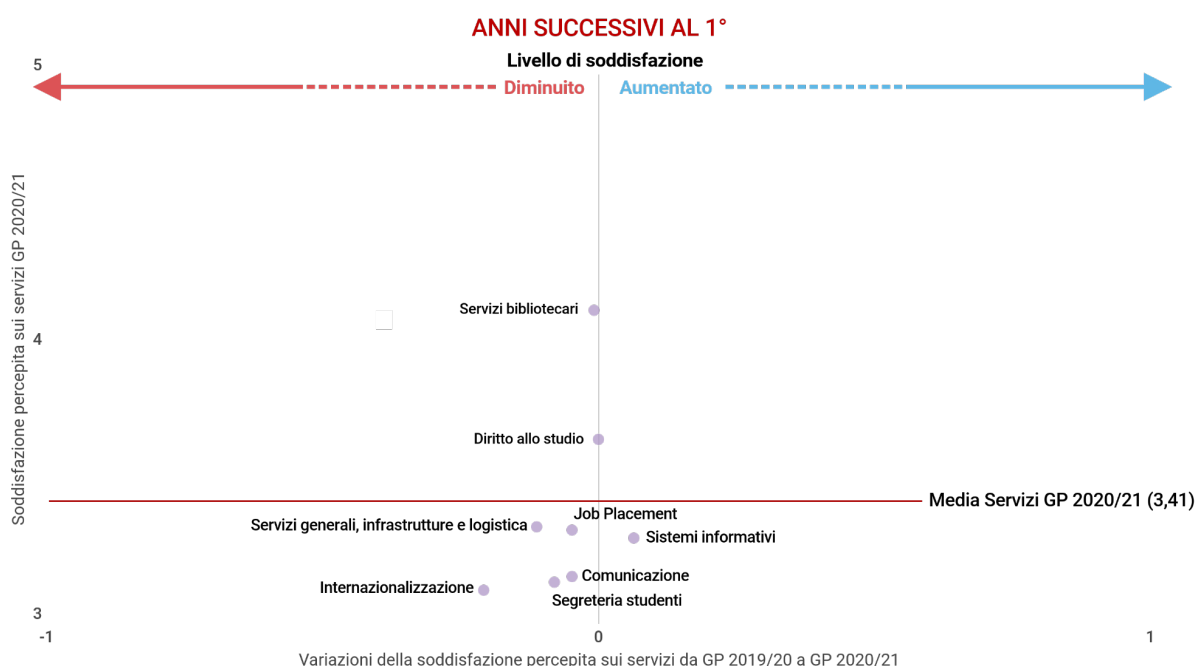 ANNI SUCCESSIVI AL 1°
Livello di soddisfazione
5
Diminuito Aumentato
Soddisfazione percepita sui servizi GP 2020/21
Servizi bibliotecari
4
Diritto allo studio
Media Servizi GP 2020/21 (3,41)
Job Placement
Servizi generali, infrastrutture e logistica
Sistemi informativi
Comunicazione
Internazionalizzazione
Segreteria studenti
3
-1 0 1
Variazioni della soddisfazione percepita sui servizi da GP 2019/20 a GP 2020/21